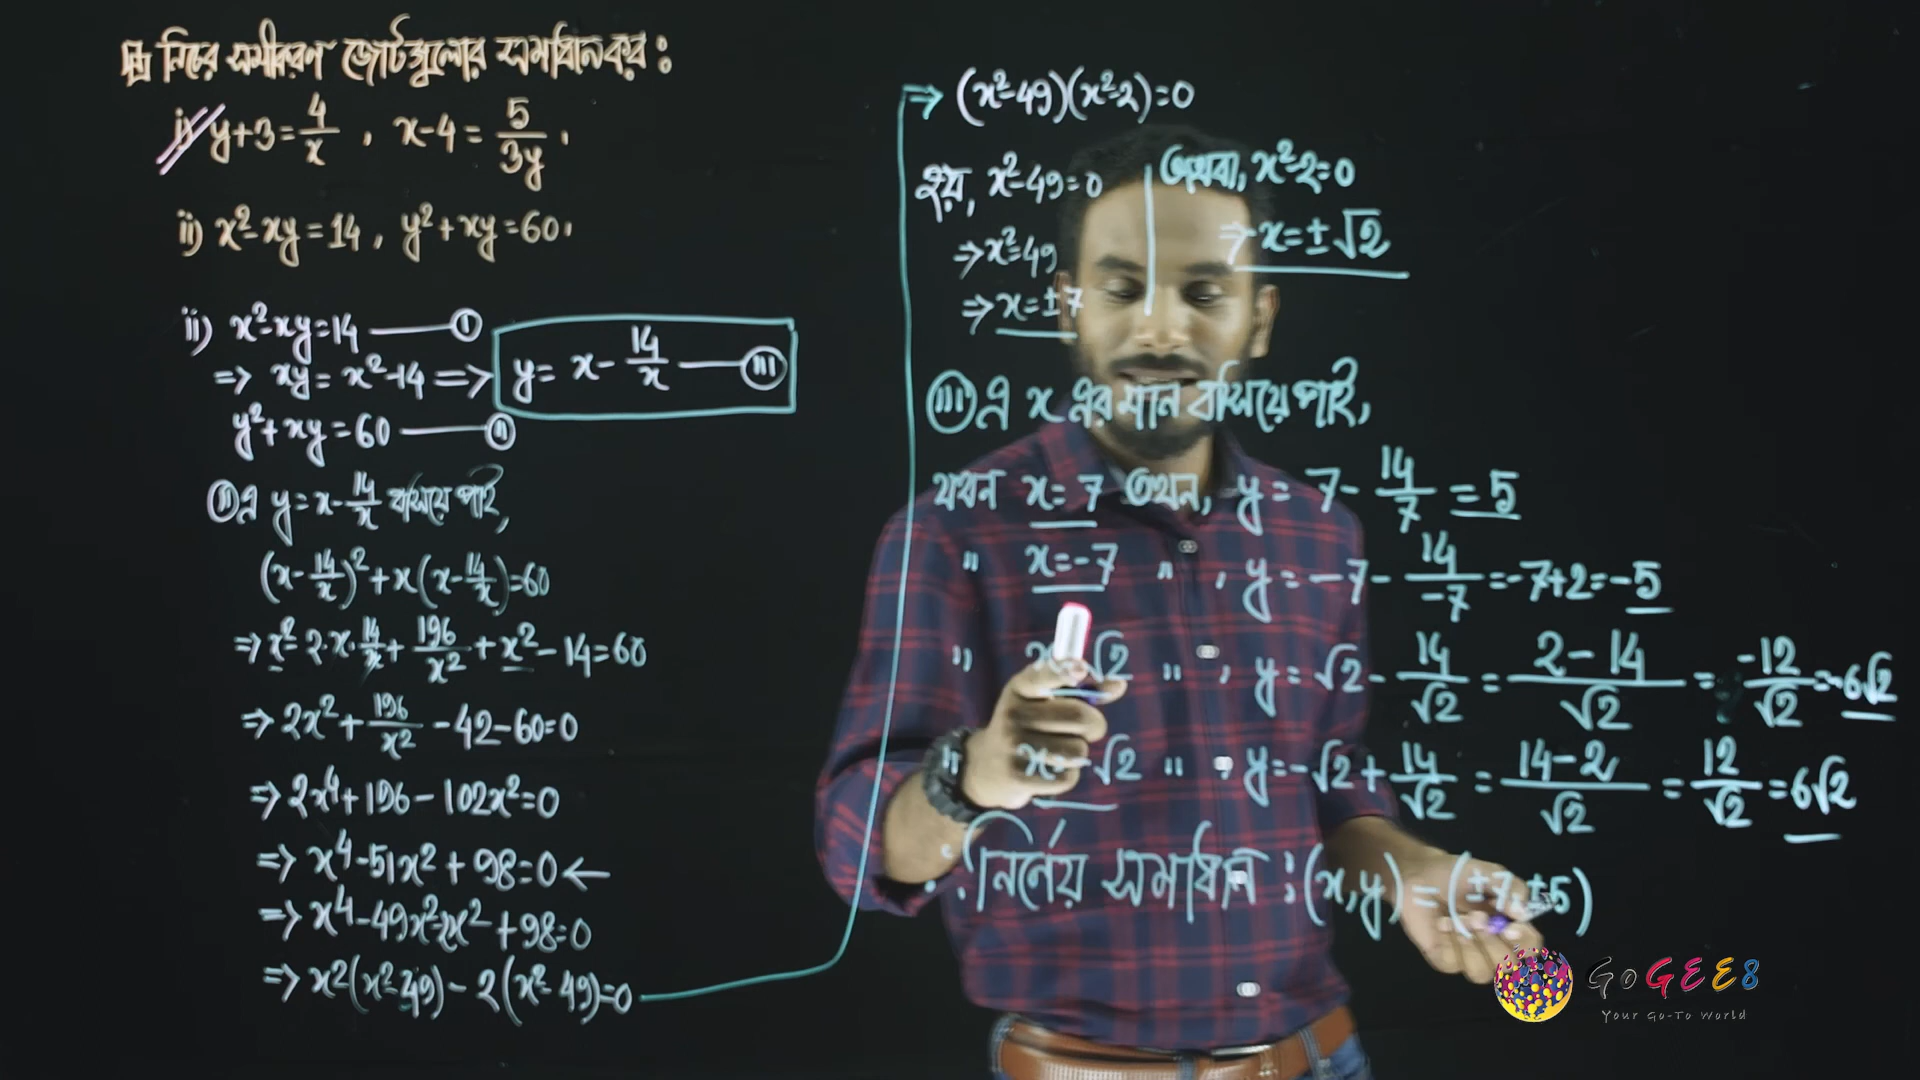 নিচের সমীকরণ জোটগুলোর সমাধান কর :
i) y+3 = 4/x , x-4 = 5/3y ,
ii) x²-xy = 14 , y²+xy = 60 ,
ii) x²-xy = 14 —— (I)
⇒ xy = x²-14 ⇒ y = x - 14/x —— (III)
y²+xy = 60 —— (II)
(II) এ y = x - 14/x বসিয়ে পাই,
(x - 14/x)² + x(x - 14/x) = 60
⇒ x² - 2·x·14/x + 196/x² + x² - 14 = 60
⇒ 2x² + 196/x² - 42 - 60 = 0
⇒ 2x⁴ + 196 - 102x² = 0
⇒ x⁴ - 51x² + 98 = 0 ←
⇒ x⁴ - 49x² - 2x² + 98 = 0
⇒ x²(x² - 49) - 2(x² - 49) = 0
→ (x² - 49)(x² - 2) = 0
হয়, x² - 49 = 0
⇒ x² = 49
⇒ x = ±7
অথবা, x² - 2 = 0
⇒ x = ±√2
(III) এ x এর মান বসিয়ে পাই,
যখন x = 7 তখন, y = 7 - 14/7 = 5
" x = -7 " , y = -7 - 14/-7 = -7+2 = -5
" x = √2 " , y = √2 - 14/√2 = 2-14/√2 = -12/√2 = -6√2
" x = -√2 " , y = -√2 + 14/√2 = 14-2/√2 = 12/√2 = 6√2
∴ নির্ণেয় সমাধান : (x, y) = (±7, ±5)
GoGEE8
Your Go-To World